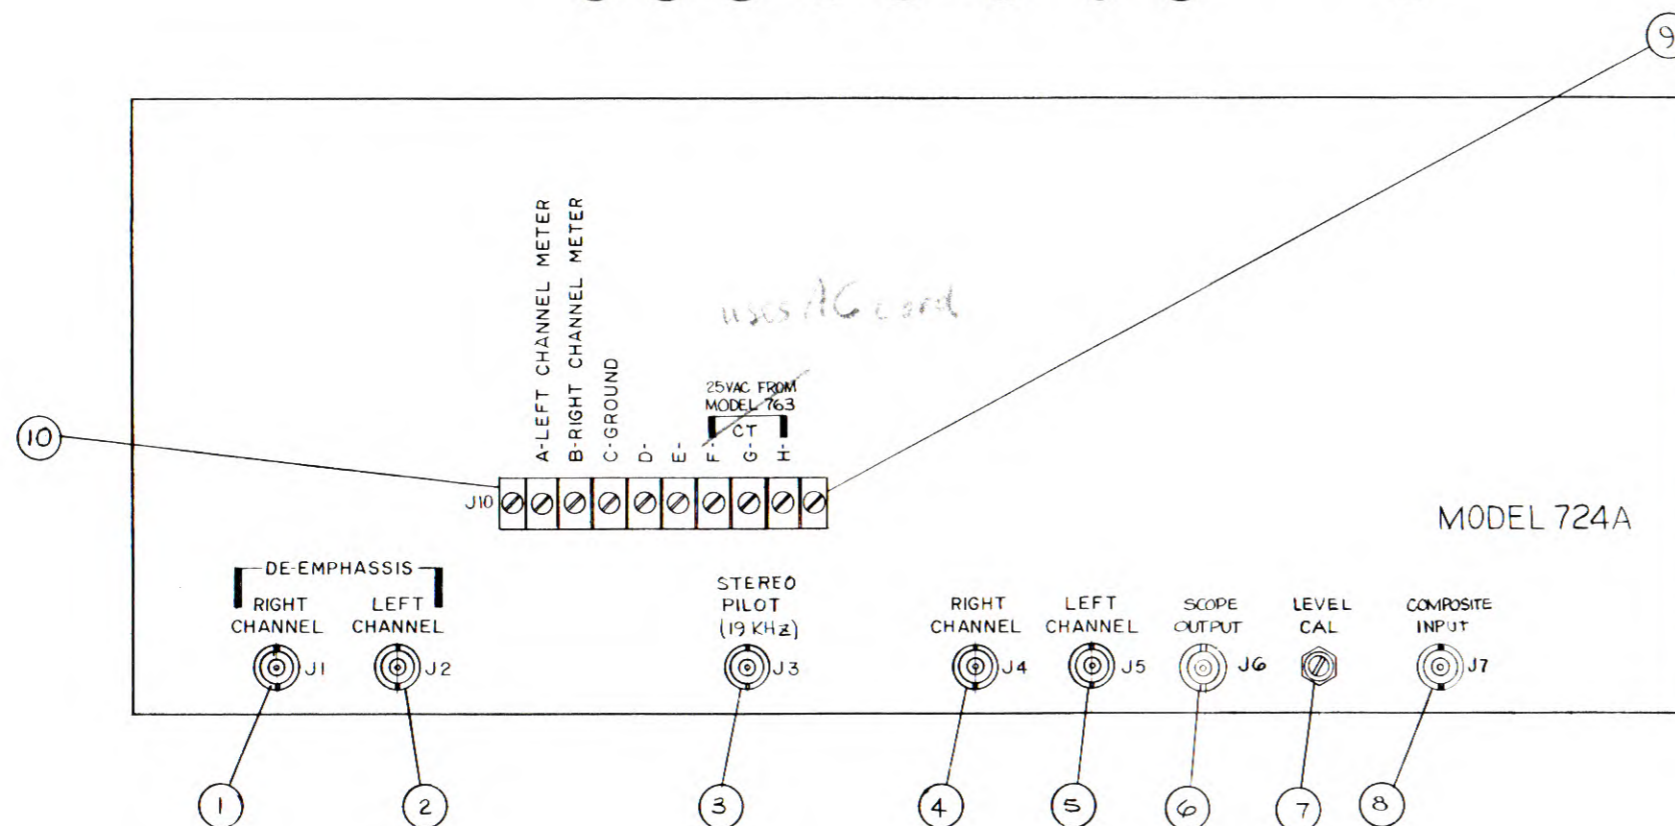 9
A-LEFT CHANNEL METER
B-RIGHT CHANNEL METER
C-GROUND
D-
E-
F-
G-
H-
uses AC cord
25VAC FROM
MODEL 763
CT
10
J10
MODEL 724A
DE-EMPHASSIS
RIGHT
CHANNEL
J1
LEFT
CHANNEL
J2
STEREO
PILOT
(19 KHz)
J3
RIGHT
CHANNEL
J4
LEFT
CHANNEL
J5
SCOPE
OUTPUT
J6
LEVEL
CAL
COMPOSITE
INPUT
J7
1
2
3
4
5
6
7
8